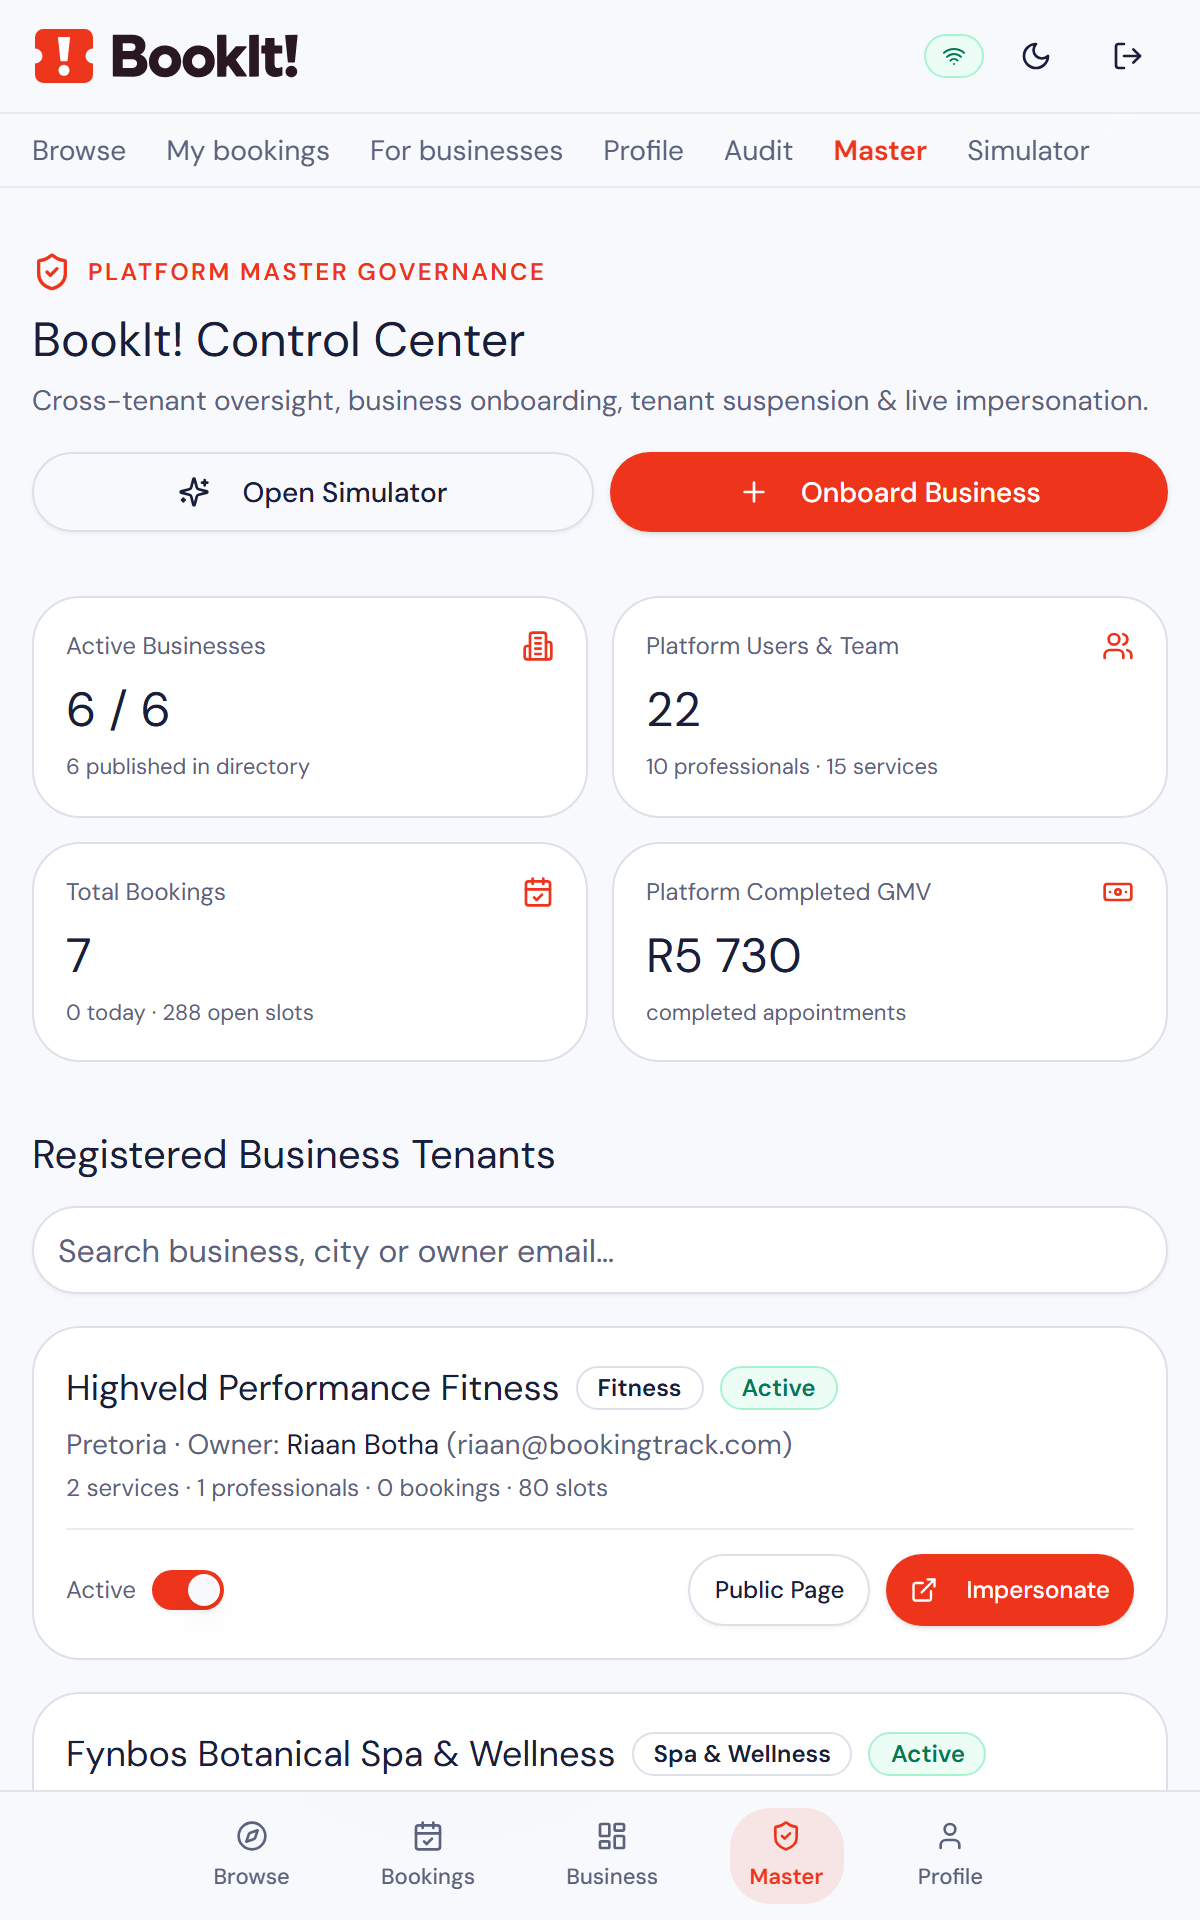 BookIt!
Browse My bookings For businesses Profile Audit Master Simulator
PLATFORM MASTER GOVERNANCE
BookIt! Control Center
Cross-tenant oversight, business onboarding, tenant suspension & live impersonation.
Open Simulator
Onboard Business
Active Businesses
6 / 6
6 published in directory
Platform Users & Team
22
10 professionals · 15 services
Total Bookings
7
0 today · 288 open slots
Platform Completed GMV
R5 730
completed appointments
Registered Business Tenants
Search business, city or owner email...
Highveld Performance Fitness Fitness Active
Pretoria · Owner: Riaan Botha (riaan@bookingtrack.com)
2 services · 1 professionals · 0 bookings · 80 slots
Active Public Page Impersonate
Fynbos Botanical Spa & Wellness Spa & Wellness Active
Browse Bookings Business Master Profile